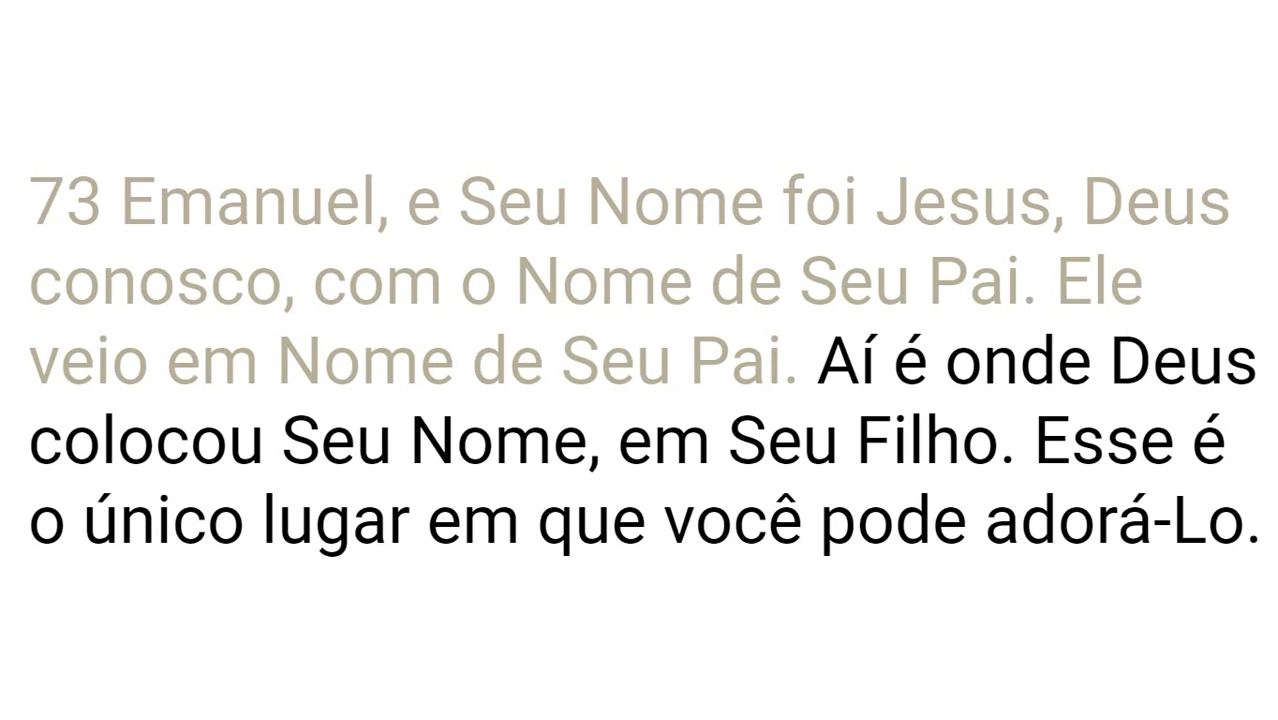 73 Emanuel, e Seu Nome foi Jesus, Deus
conosco, com o Nome de Seu Pai. Ele
veio em Nome de Seu Pai. Aí é onde Deus
colocou Seu Nome, em Seu Filho. Esse é
o único lugar em que você pode adorá-Lo.